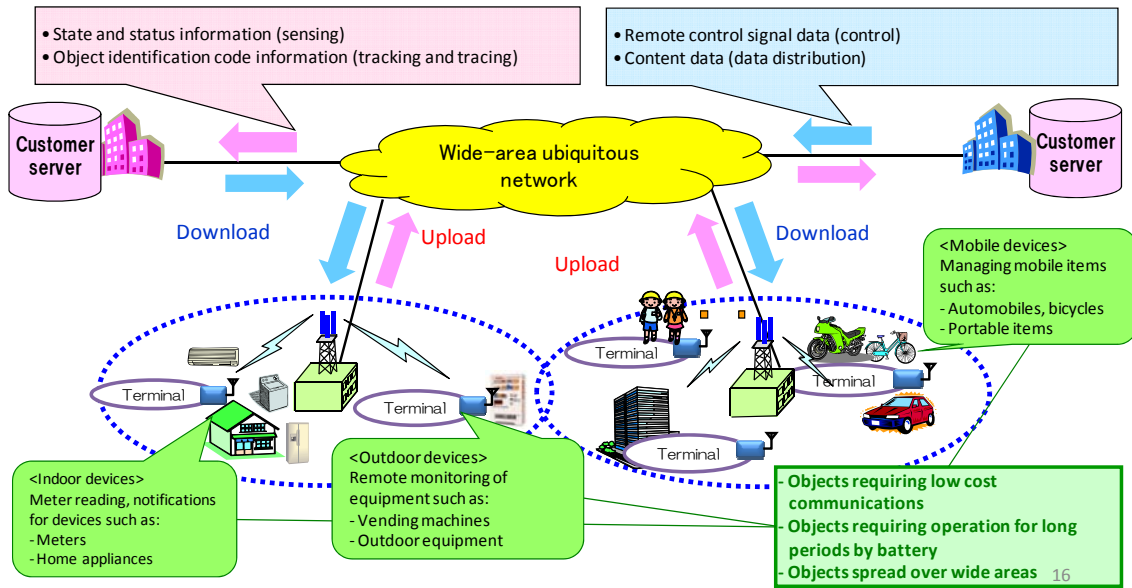 • State and status information (sensing)
• Object identification code information (tracking and tracing)
• Remote control signal data (control)
• Content data (data distribution)
Customer
server
Wide-area ubiquitous
network
Customer
server
Download
Upload
Upload
Download
<Mobile devices>
Managing mobile items
such as:
- Automobiles, bicycles
- Portable items
Terminal
Terminal
Terminal
Terminal
Terminal
<Indoor devices>
Meter reading, notifications
for devices such as:
- Meters
- Home appliances
<Outdoor devices>
Remote monitoring of
equipment such as:
- Vending machines
- Outdoor equipment
- Objects requiring low cost
communications
- Objects requiring operation for long
periods by battery
- Objects spread over wide areas
16